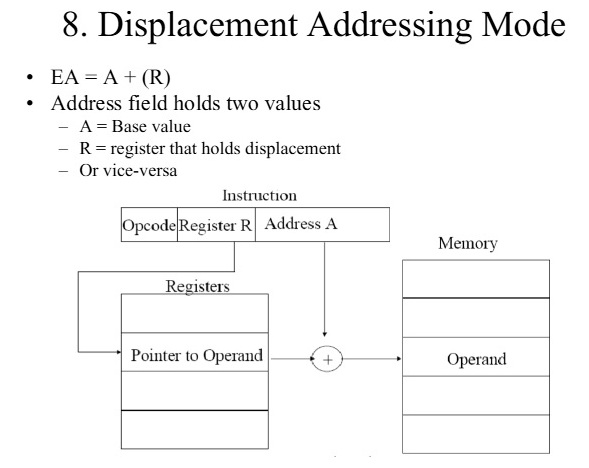 8. Displacement Addressing Mode
• EA = A + (R)
• Address field holds two values
– A = Base value
– R = register that holds displacement
– Or vice-versa
Instruction
Opcode Register R Address A
Memory
Registers
Pointer to Operand + Operand